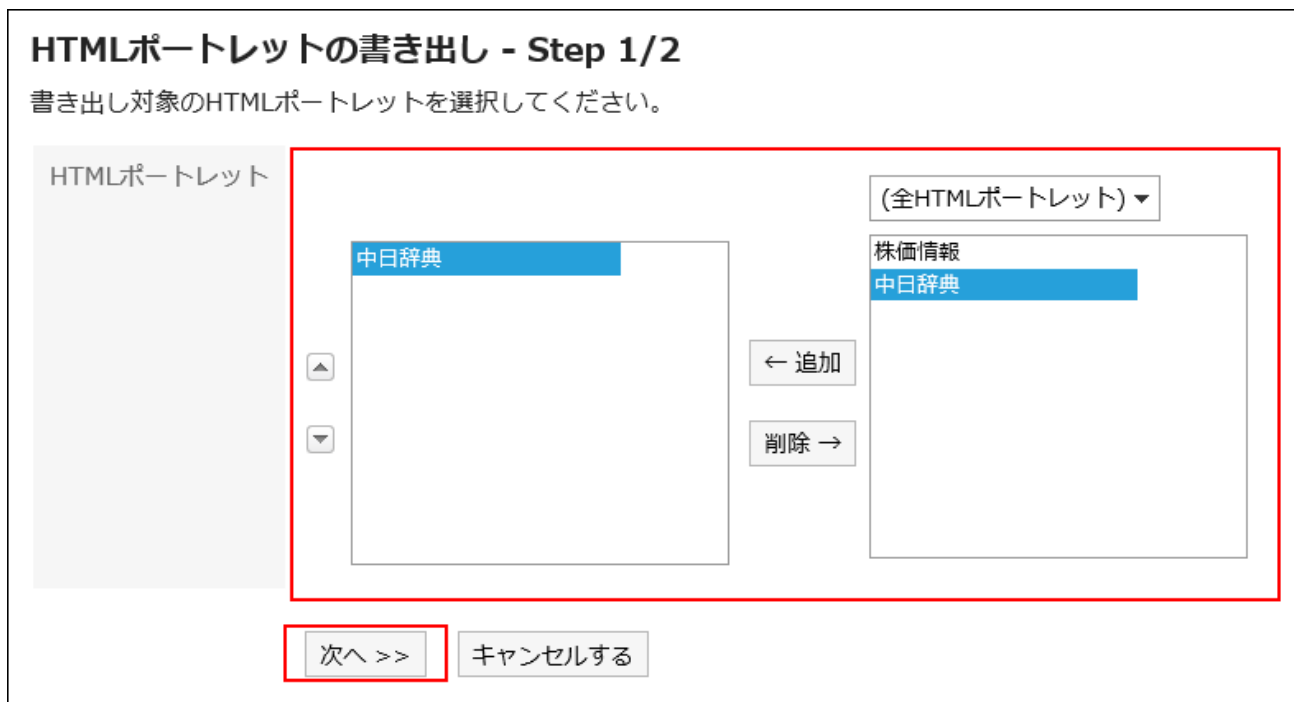 HTMLポートレットの書き出し - Step 1/2
書き出し対象のHTMLポートレットを選択してください。
HTMLポートレット
(全HTMLポートレット)
中日辞典
株価情報
中日辞典
← 追加
削除 →
次へ >>
キャンセルする